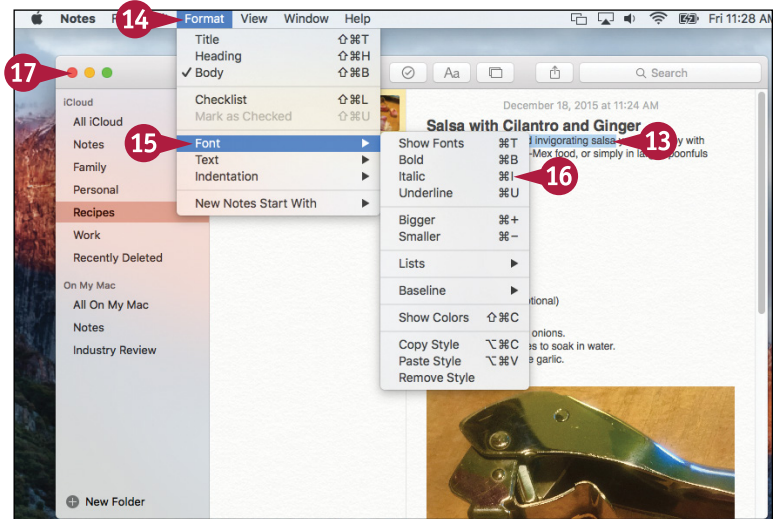 14
Notes F Format View Window Help Fri 11:28 AM
Title ⇧⌘T
Heading ⇧⌘H
✓ Body ⇧⌘B
Checklist ⇧⌘L
Mark as Checked ⇧⌘U
15 Font
Text
Indentation
New Notes Start With
Show Fonts ⌘T
Bold ⌘B
Italic ⌘I 16
Underline ⌘U
Bigger ⌘+
Smaller ⌘−
Lists
Baseline
Show Colors ⇧⌘C
Copy Style ⌥⌘C
Paste Style ⌥⌘V
Remove Style
17
Aa Search
iCloud
All iCloud
Notes
Family
Personal
Recipes
Work
Recently Deleted
On My Mac
All On My Mac
Notes
Industry Review
New Folder
December 18, 2015 at 11:24 AM
Salsa with Cilantro and Ginger
d invigorating salsa y 13 y with
-Mex food, or simply in la spoonfuls
tional)
onions.
es to soak in water.
e garlic.